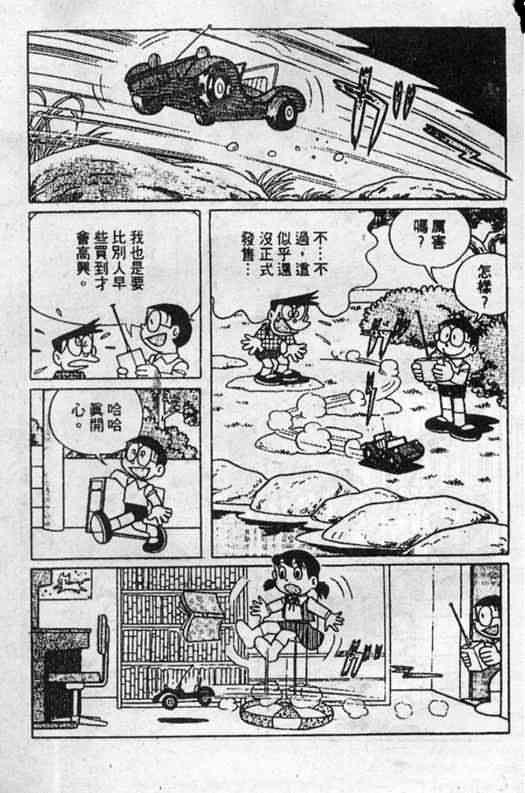 怎樣？
厲害
嗎？
不…不
過，這
似乎還
沒正式
發售…
我也是要
比別人早
些買到才
會高興。
哈哈
眞開
心。